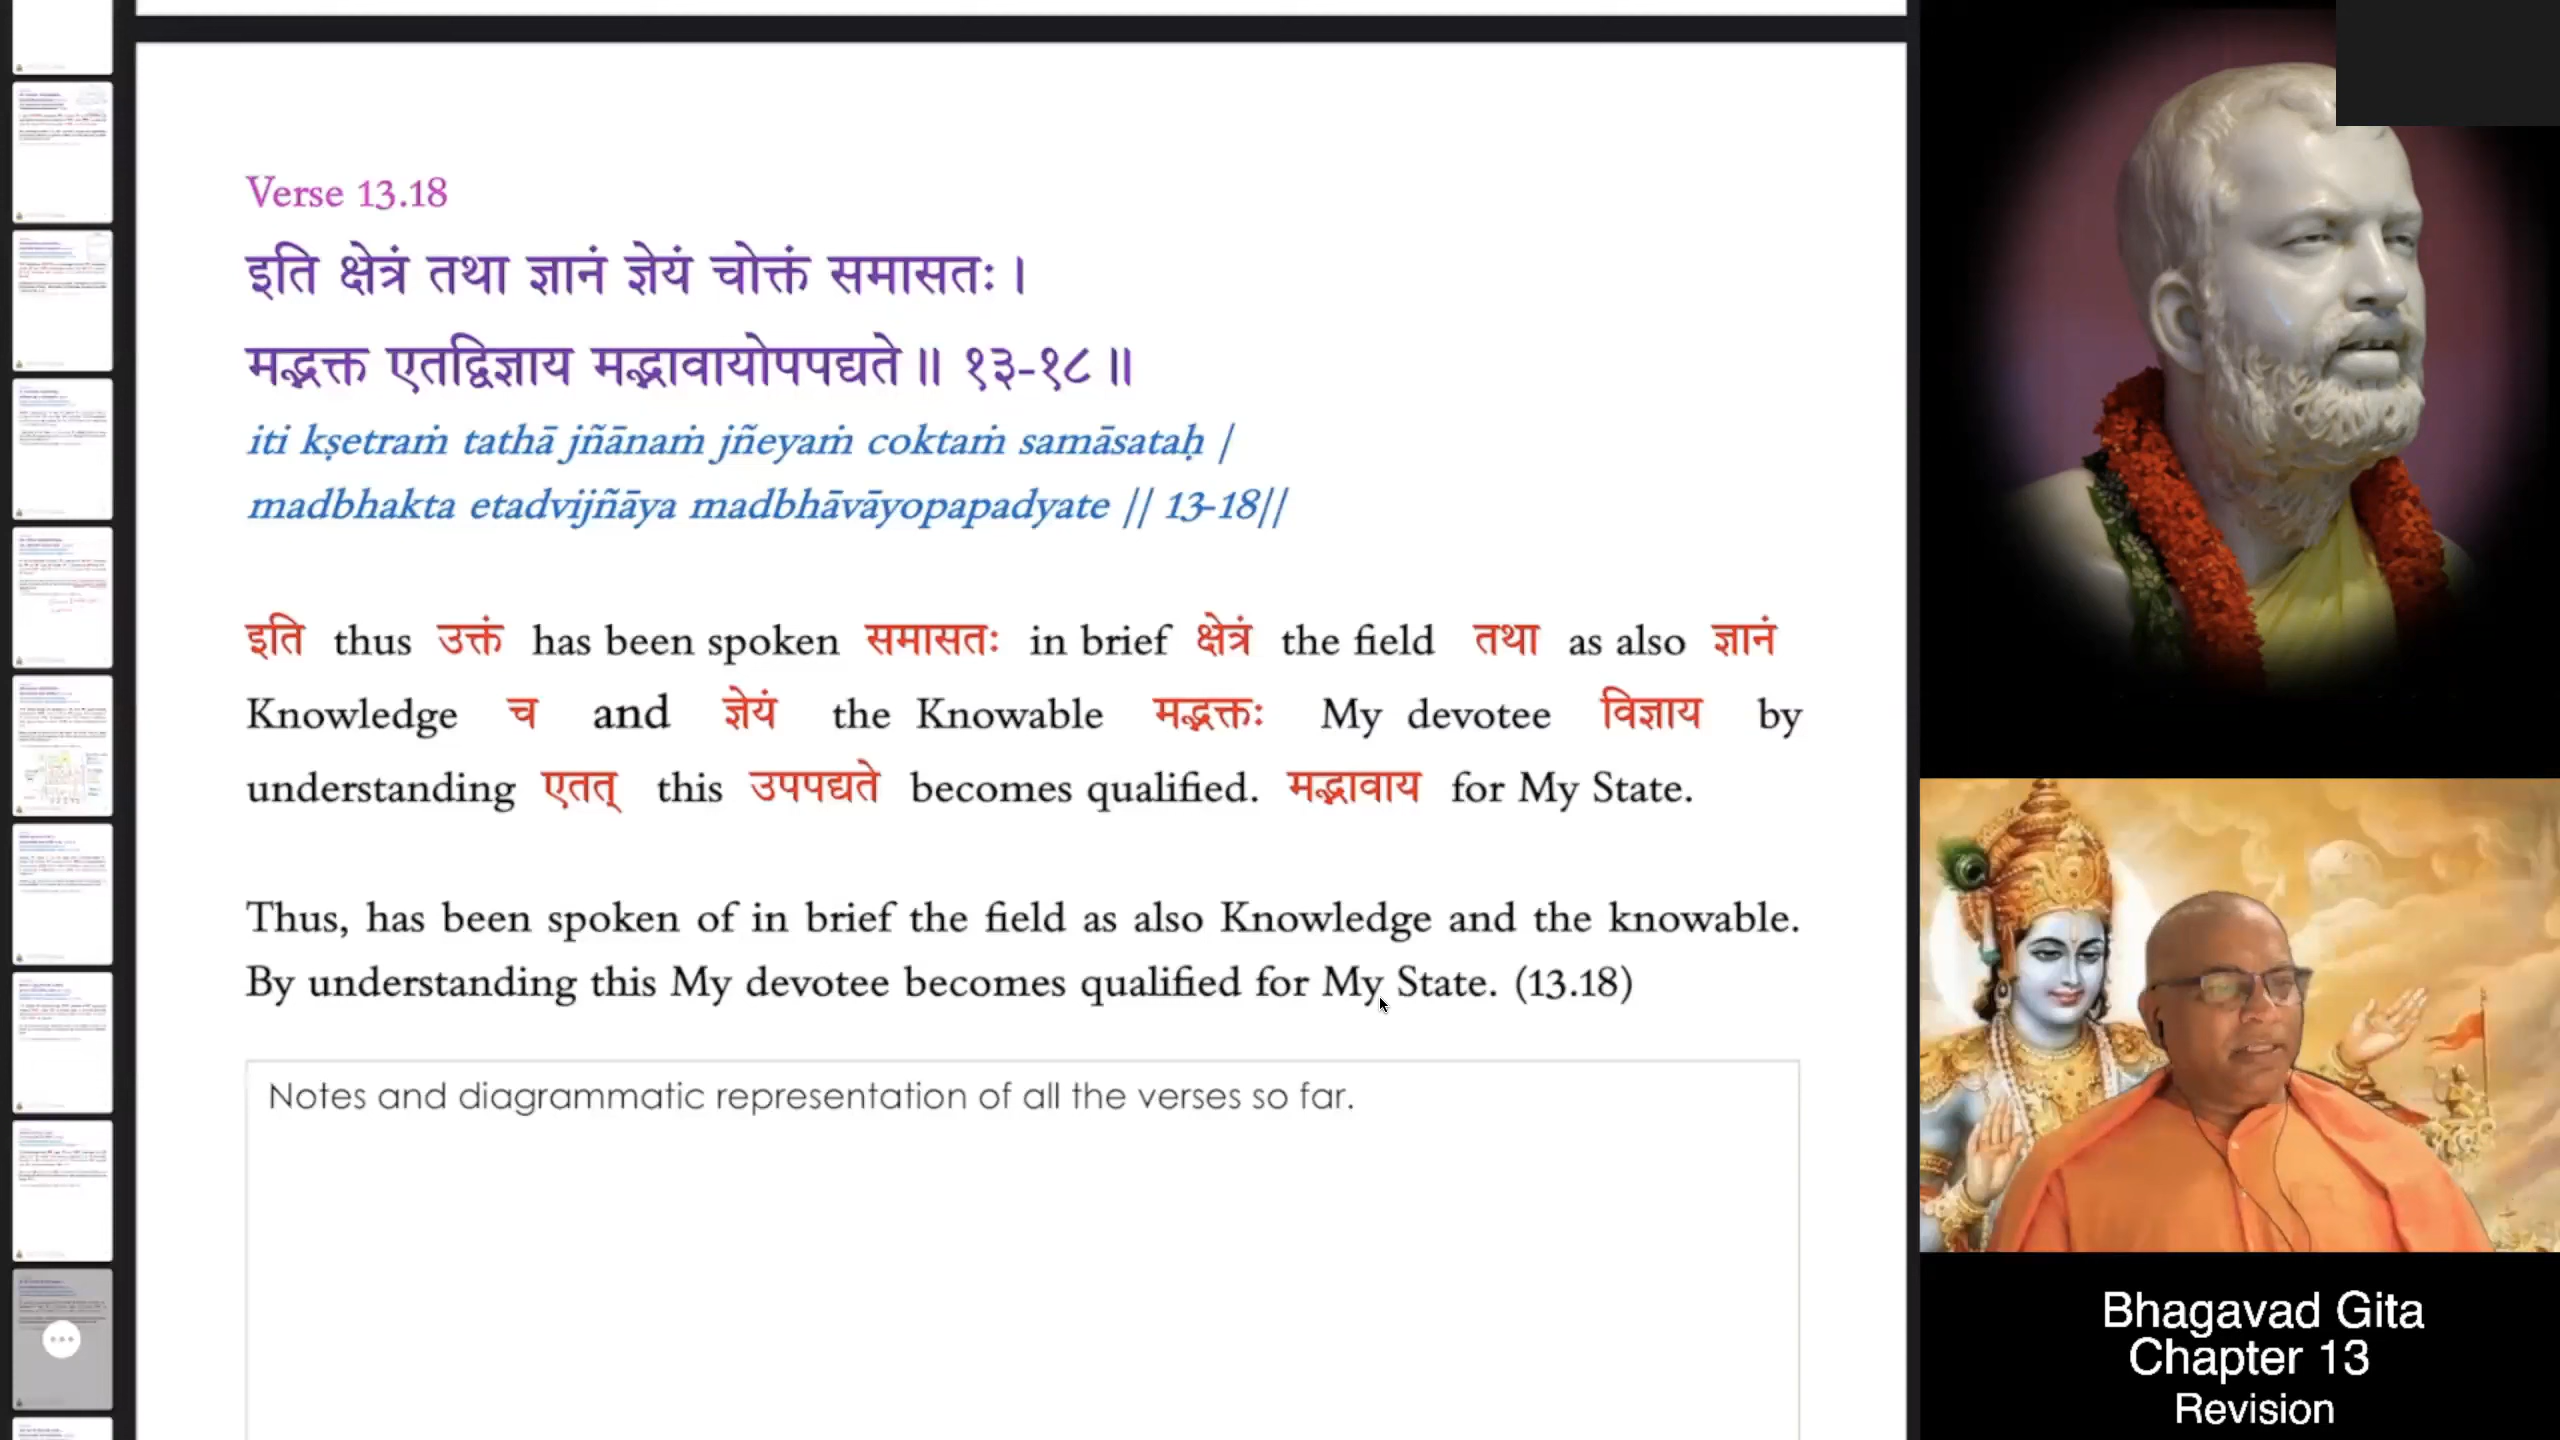 Verse 13.18
इति क्षेत्रं तथा ज्ञानं ज्ञेयं चोक्तं समासतः ।
मद्भक्त एतद्विज्ञाय मद्भावायोपपद्यते ॥ १३-१८ ॥
iti kṣetraṁ tathā jñānaṁ jñeyaṁ coktaṁ samāsataḥ |
madbhakta etadvijñāya madbhāvāyopapadyate || 13-18||
इति thus उक्तं has been spoken समासतः in brief क्षेत्रं the field तथा as also ज्ञानं
Knowledge च and ज्ञेयं the Knowable मद्भक्तः My devotee विज्ञाय by
understanding एतत् this उपपद्यते becomes qualified. मद्भावाय for My State.
Thus, has been spoken of in brief the field as also Knowledge and the knowable.
By understanding this My devotee becomes qualified for My State. (13.18)
Notes and diagrammatic representation of all the verses so far.
Bhagavad Gita
Chapter 13
Revision